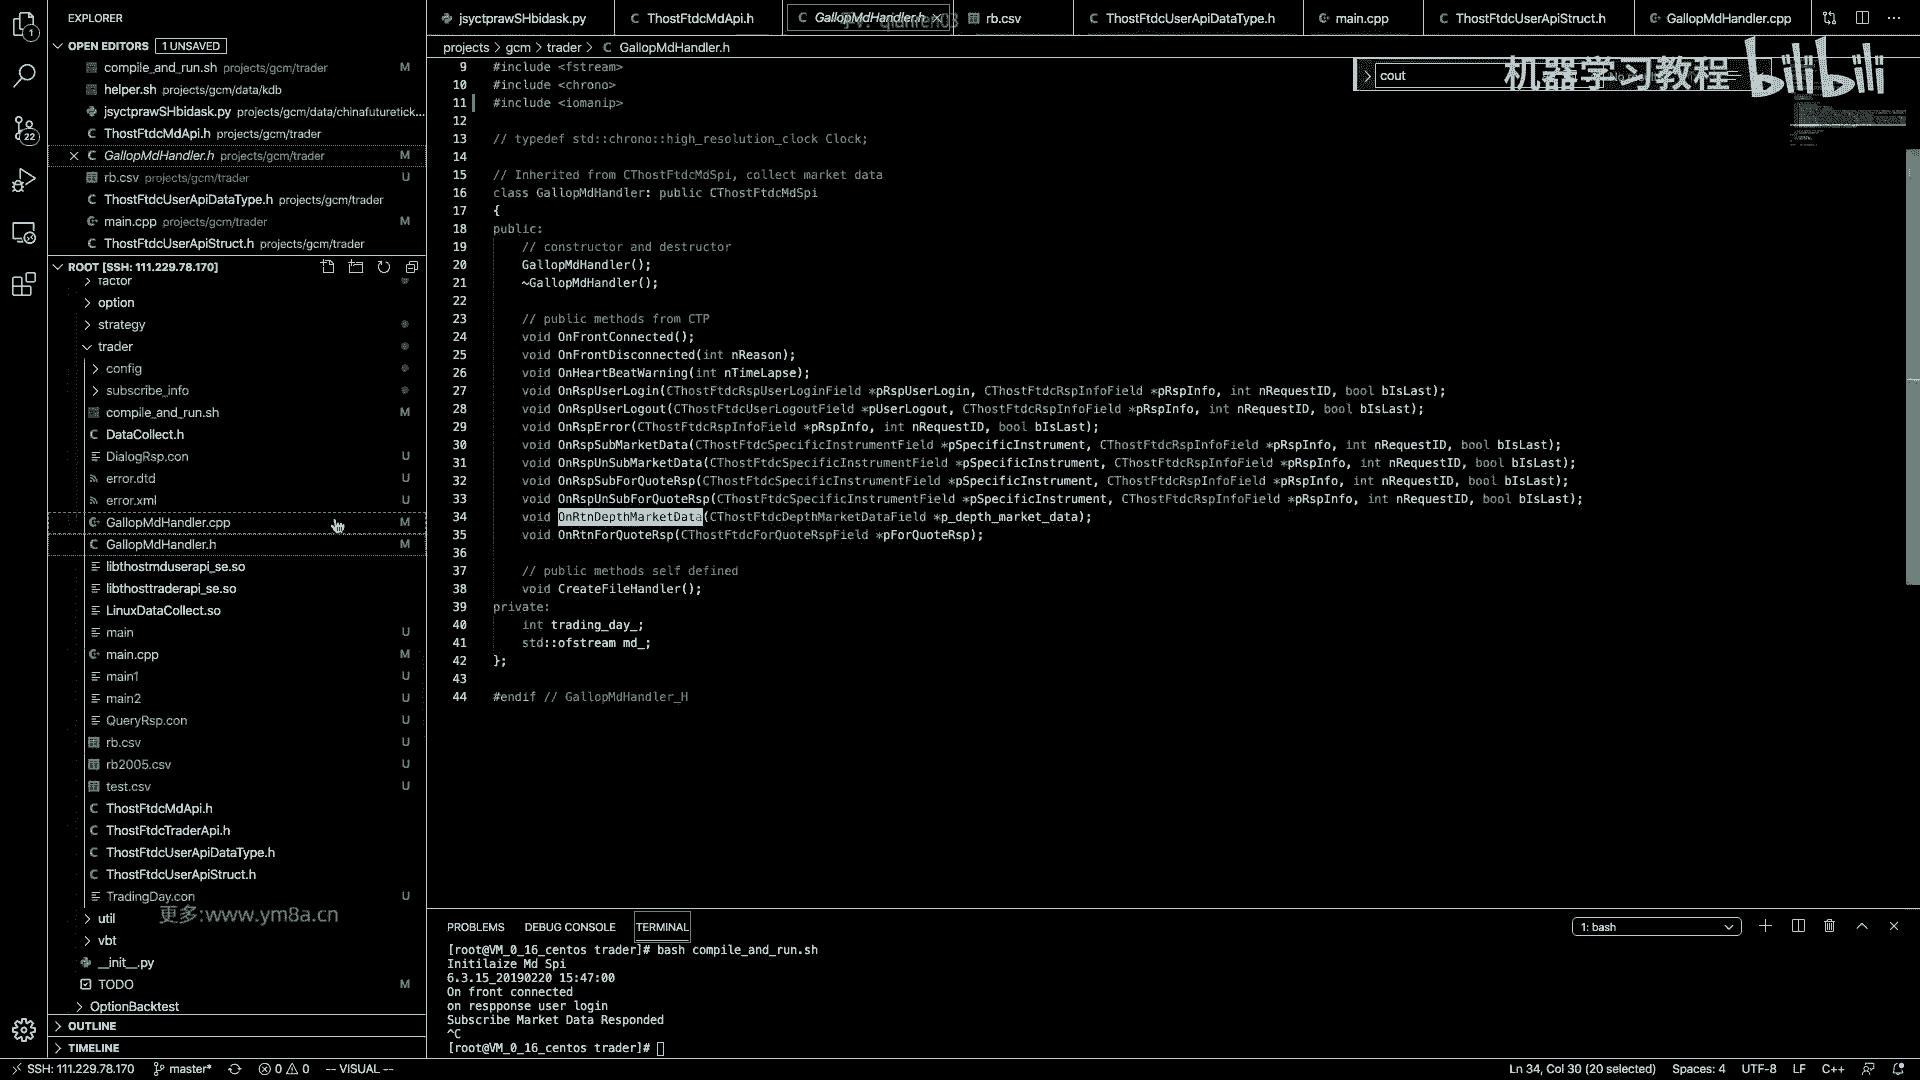 EXPLORER
OPEN EDITORS 1 UNSAVED
compile_and_run.sh projects/gcm/trader M
helper.sh projects/gcm/data/kdb
jsyctprawSHbidask.py projects/gcm/data/chinafuturetick...
ThostFtdcMdApi.h projects/gcm/trader
GallopMdHandler.h projects/gcm/trader M
rb.csv projects/gcm/trader U
ThostFtdcUserApiDataType.h projects/gcm/trader
main.cpp projects/gcm/trader M
ThostFtdcUserApiStruct.h projects/gcm/trader
ROOT [SSH: 111.229.78.170]
factor
option
strategy
trader
config
subscribe_info
compile_and_run.sh M
DataCollect.h
DialogRsp.con U
error.dtd U
error.xml U
GallopMdHandler.cpp M
GallopMdHandler.h M
libthostmduserapi_se.so
libthosttraderapi_se.so
LinuxDataCollect.so
main U
main.cpp M
main1 U
main2 U
QueryRsp.con U
rb.csv U
rb2005.csv U
test.csv U
ThostFtdcMdApi.h
ThostFtdcTraderApi.h
ThostFtdcUserApiDataType.h
ThostFtdcUserApiStruct.h
TradingDay.con U
更多:www.ym8a.cn
util
vbt
__init__.py
TODO M
OptionBacktest
OUTLINE
TIMELINE
jsyctprawSHbidask.py ThostFtdcMdApi.h GallopMdHandler.h rb.csv ThostFtdcUserApiDataType.h main.cpp ThostFtdcUserApiStruct.h GallopMdHandler.cpp
projects > gcm > trader > GallopMdHandler.h
cout
机器学习教程 bilibili
9 #include <fstream>
10 #include <chrono>
11 #include <iomanip>
12
13 // typedef std::chrono::high_resolution_clock Clock;
14
15 // Inherited from CThostFtdcMdSpi, collect market data
16 class GallopMdHandler: public CThostFtdcMdSpi
17 {
18 public:
19 // constructor and destructor
20 GallopMdHandler();
21 ~GallopMdHandler();
22
23 // public methods from CTP
24 void OnFrontConnected();
25 void OnFrontDisconnected(int nReason);
26 void OnHeartBeatWarning(int nTimeLapse);
27 void OnRspUserLogin(CThostFtdcRspUserLoginField *pRspUserLogin, CThostFtdcRspInfoField *pRspInfo, int nRequestID, bool bIsLast);
28 void OnRspUserLogout(CThostFtdcUserLogoutField *pUserLogout, CThostFtdcRspInfoField *pRspInfo, int nRequestID, bool bIsLast);
29 void OnRspError(CThostFtdcRspInfoField *pRspInfo, int nRequestID, bool bIsLast);
30 void OnRspSubMarketData(CThostFtdcSpecificInstrumentField *pSpecificInstrument, CThostFtdcRspInfoField *pRspInfo, int nRequestID, bool bIsLast);
31 void OnRspUnSubMarketData(CThostFtdcSpecificInstrumentField *pSpecificInstrument, CThostFtdcRspInfoField *pRspInfo, int nRequestID, bool bIsLast);
32 void OnRspSubForQuoteRsp(CThostFtdcSpecificInstrumentField *pSpecificInstrument, CThostFtdcRspInfoField *pRspInfo, int nRequestID, bool bIsLast);
33 void OnRspUnSubForQuoteRsp(CThostFtdcSpecificInstrumentField *pSpecificInstrument, CThostFtdcRspInfoField *pRspInfo, int nRequestID, bool bIsLast);
34 void OnRtnDepthMarketData(CThostFtdcDepthMarketDataField *p_depth_market_data);
35 void OnRtnForQuoteRsp(CThostFtdcForQuoteRspField *pForQuoteRsp);
36
37 // public methods self defined
38 void CreateFileHandler();
39 private:
40 int trading_day_;
41 std::ofstream md_;
42 };
43
44 #endif // GallopMdHandler_H
PROBLEMS DEBUG CONSOLE TERMINAL 1: bash
[root@VM_0_16_centos trader]# bash compile_and_run.sh
Initilaize Md Spi
6.3.15_20190220 15:47:00
On front connected
on respponse user login
Subscribe Market Data Responded
^C
[root@VM_0_16_centos trader]#
1
22
SSH: 111.229.78.170 master* 0 0 -- VISUAL -- Ln 34, Col 30 (20 selected) Spaces: 4 UTF-8 LF C++